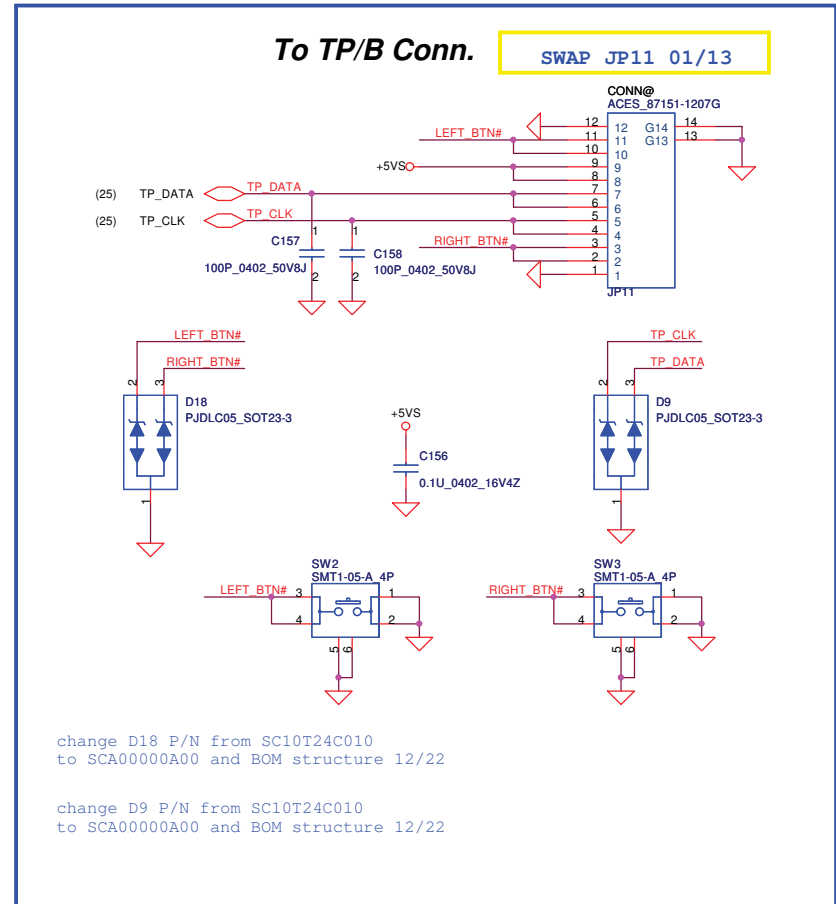 To TP/B Conn.
SWAP JP11 01/13
CONN@
ACES_87151-1207G
12 12 G14 14
LEFT_BTN# 11 11 G13 13
10 10
+5VS 9 9
8 8
(25) TP_DATA TP_DATA 7 7
6 6
(25) TP_CLK TP_CLK 5 5
4 4
RIGHT_BTN# 3 3
2 2
1 1
JP11
1 C157
100P_0402_50V8J
2
1 C158
100P_0402_50V8J
2
LEFT_BTN#
RIGHT_BTN#
2 3
D18
PJDLC05_SOT23-3
1
+5VS
C156
0.1U_0402_16V4Z
TP_CLK
TP_DATA
2 3
D9
PJDLC05_SOT23-3
1
SW2
SMT1-05-A_4P
LEFT_BTN# 3 1
4 2
5 6
SW3
SMT1-05-A_4P
RIGHT_BTN# 3 1
4 2
5 6
change D18 P/N from SC10T24C010
to SCA00000A00 and BOM structure 12/22
change D9 P/N from SC10T24C010
to SCA00000A00 and BOM structure 12/22